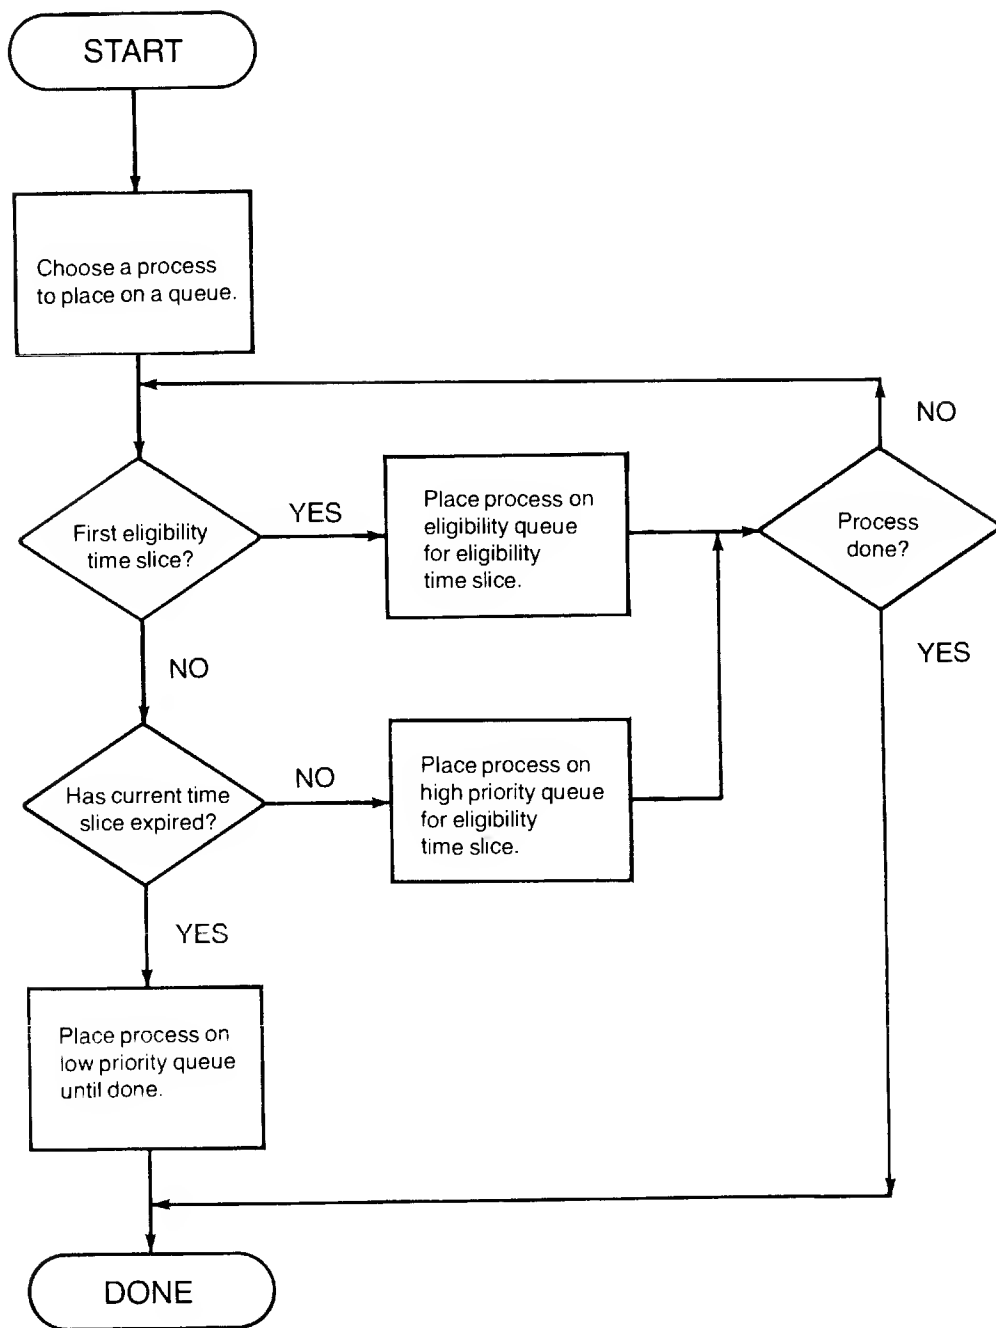 START
Choose a process
to place on a queue.
NO
First eligibility
time slice?
YES
Place process on
eligibility queue
for eligibility
time slice.
Process
done?
YES
NO
Has current time
slice expired?
NO
Place process on
high priority queue
for eligibility
time slice.
YES
Place process on
low priority queue
until done.
DONE